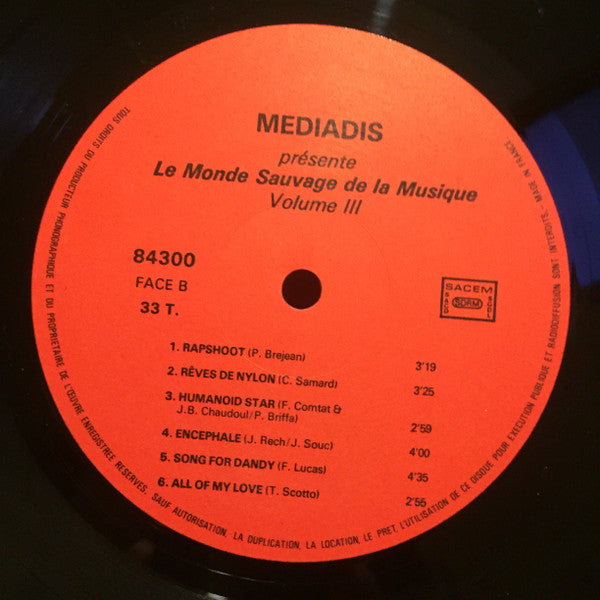 MEDIADIS
présente
Le Monde Sauvage de la Musique
Volume III
84300
FACE B
33 T.
SACEM
SACD
SDRM
SGDL
1. RAPSHOOT (P. Brejean) 3'19
2. RÊVES DE NYLON (C. Samard) 3'25
3. HUMANOID STAR (F. Comtat &
J.B. Chaudoul/P. Briffa) 2'59
4. ENCEPHALE (J. Rech/J. Souc) 4'00
5. SONG FOR DANDY (F. Lucas) 4'35
6. ALL OF MY LOVE (T. Scotto) 2'55
TOUS DROITS DU PRODUCTEUR PHONOGRAPHIQUE ET DU PROPRIETAIRE DE L'ŒUVRE ENREGISTREE RESERVES, SAUF AUTORISATION, LA DUPLICATION, LA LOCATION, LE PRET, L'UTILISATION DE CE DISQUE POUR EXECUTION PUBLIQUE ET RADIODIFFUSION SONT INTERDITS - MADE IN FRANCE